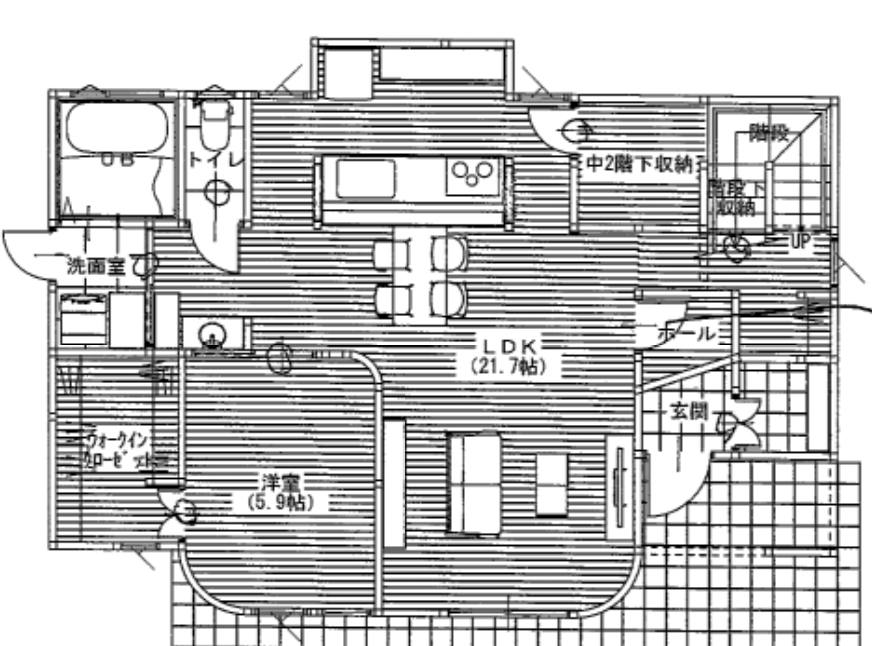 階段
UB
トイレ
中2階下収納
階段下
収納
UP
洗面室
ホール
LDK
(21.7帖)
玄関
ウォークイン
クローゼット
洋室
(5.9帖)